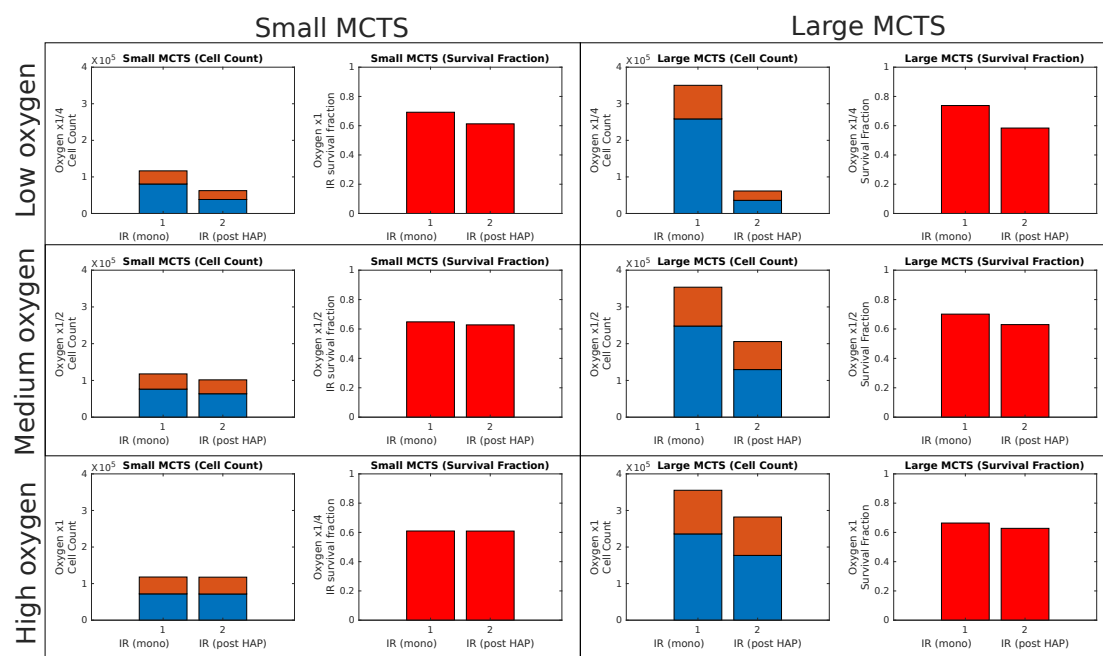 Small MCTS
Large MCTS
Low oxygen
Small MCTS (Cell Count)
×10^5
4
3
2
1
0
Oxygen x1/4
Cell Count
1
2
IR (mono)
IR (post HAP)
Small MCTS (Survival Fraction)
1
0.8
0.6
0.4
0.2
0
Oxygen x1
IR survival fraction
1
2
IR (mono)
IR (post HAP)
Large MCTS (Cell Count)
×10^5
4
3
2
1
0
Oxygen x1/4
Cell Count
1
2
IR (mono)
IR (post HAP)
Large MCTS (Survival Fraction)
1
0.8
0.6
0.4
0.2
0
Oxygen x1/4
Survival Fraction
1
2
IR (mono)
IR (post HAP)
Medium oxygen
Small MCTS (Cell Count)
×10^5
4
3
2
1
0
Oxygen x1/2
Cell Count
1
2
IR (mono)
IR (post HAP)
Small MCTS (Survival Fraction)
1
0.8
0.6
0.4
0.2
0
Oxygen x1/2
IR survival fraction
1
2
IR (mono)
IR (post HAP)
Large MCTS (Cell Count)
×10^5
4
3
2
1
0
Oxygen x1/2
Cell Count
1
2
IR (mono)
IR (post HAP)
Large MCTS (Survival Fraction)
1
0.8
0.6
0.4
0.2
0
Oxygen x1/2
Survival Fraction
1
2
IR (mono)
IR (post HAP)
High oxygen
Small MCTS (Cell Count)
×10^5
4
3
2
1
0
Oxygen x1
Cell Count
1
2
IR (mono)
IR (post HAP)
Small MCTS (Survival Fraction)
1
0.8
0.6
0.4
0.2
0
Oxygen x1/4
IR survival fraction
1
2
IR (mono)
IR (post HAP)
Large MCTS (Cell Count)
×10^5
4
3
2
1
0
Oxygen x1
Cell Count
1
2
IR (mono)
IR (post HAP)
Large MCTS (Survival Fraction)
1
0.8
0.6
0.4
0.2
0
Oxygen x1
Survival Fraction
1
2
IR (mono)
IR (post HAP)